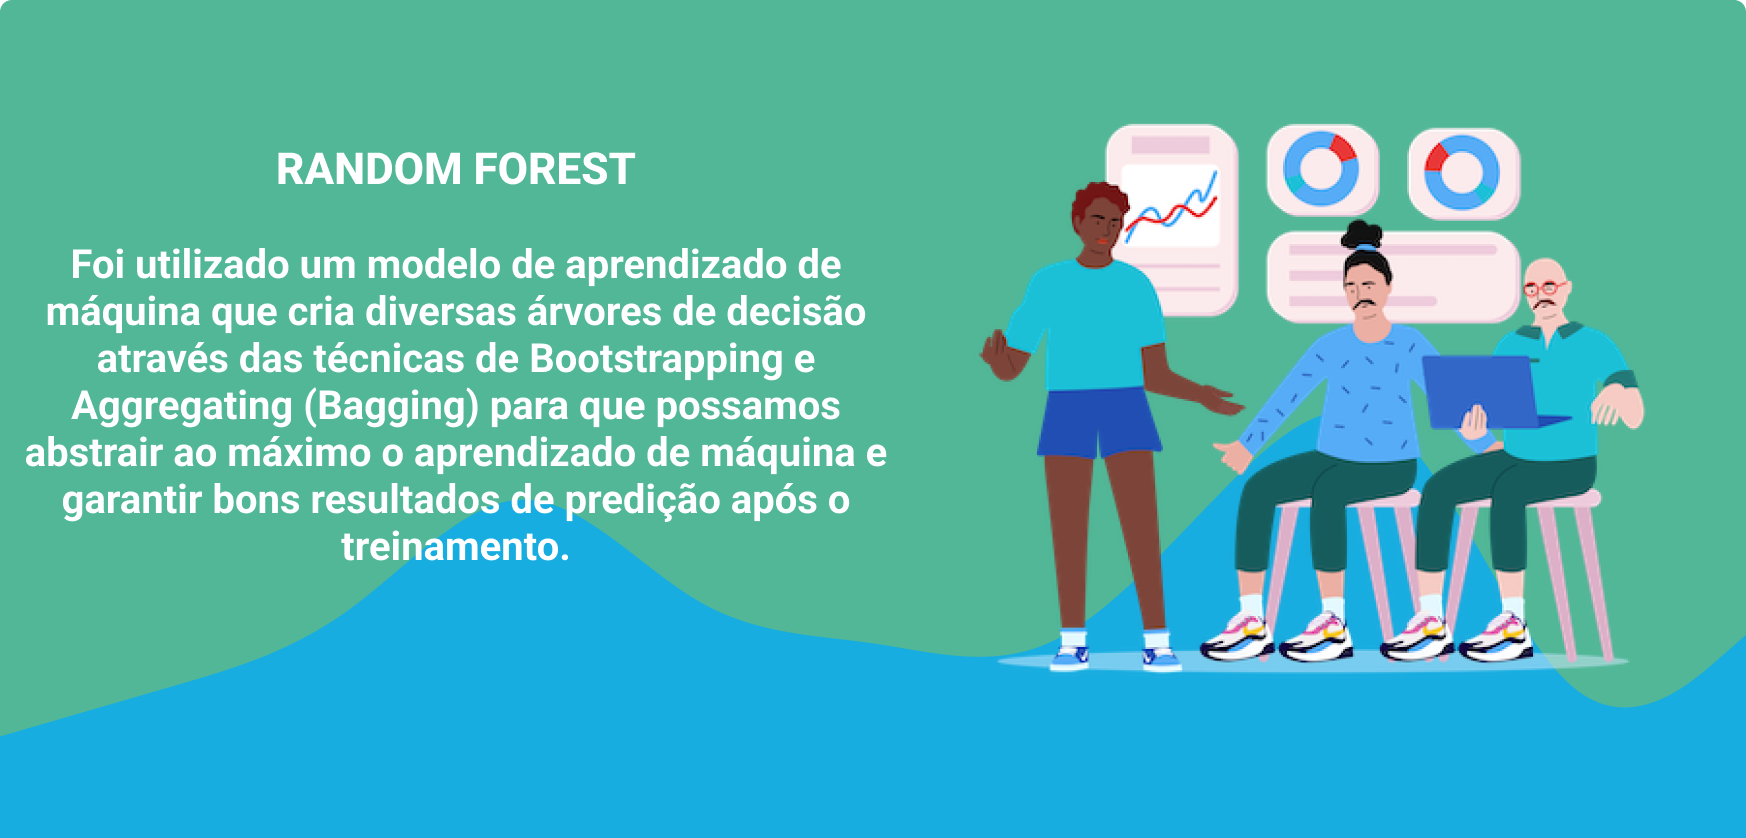 RANDOM FOREST
Foi utilizado um modelo de aprendizado de
máquina que cria diversas árvores de decisão
através das técnicas de Bootstrapping e
Aggregating (Bagging) para que possamos
abstrair ao máximo o aprendizado de máquina e
garantir bons resultados de predição após o
treinamento.